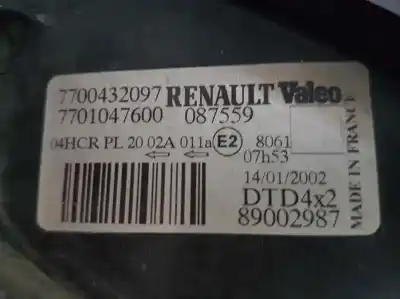 7700432097 RENAULT Valeo
7701047600 087559
04HCR PL 20 02A 011a E2 8061
07h53
14/01/2002
DTD4x2
89002987
MADE IN FRANCE